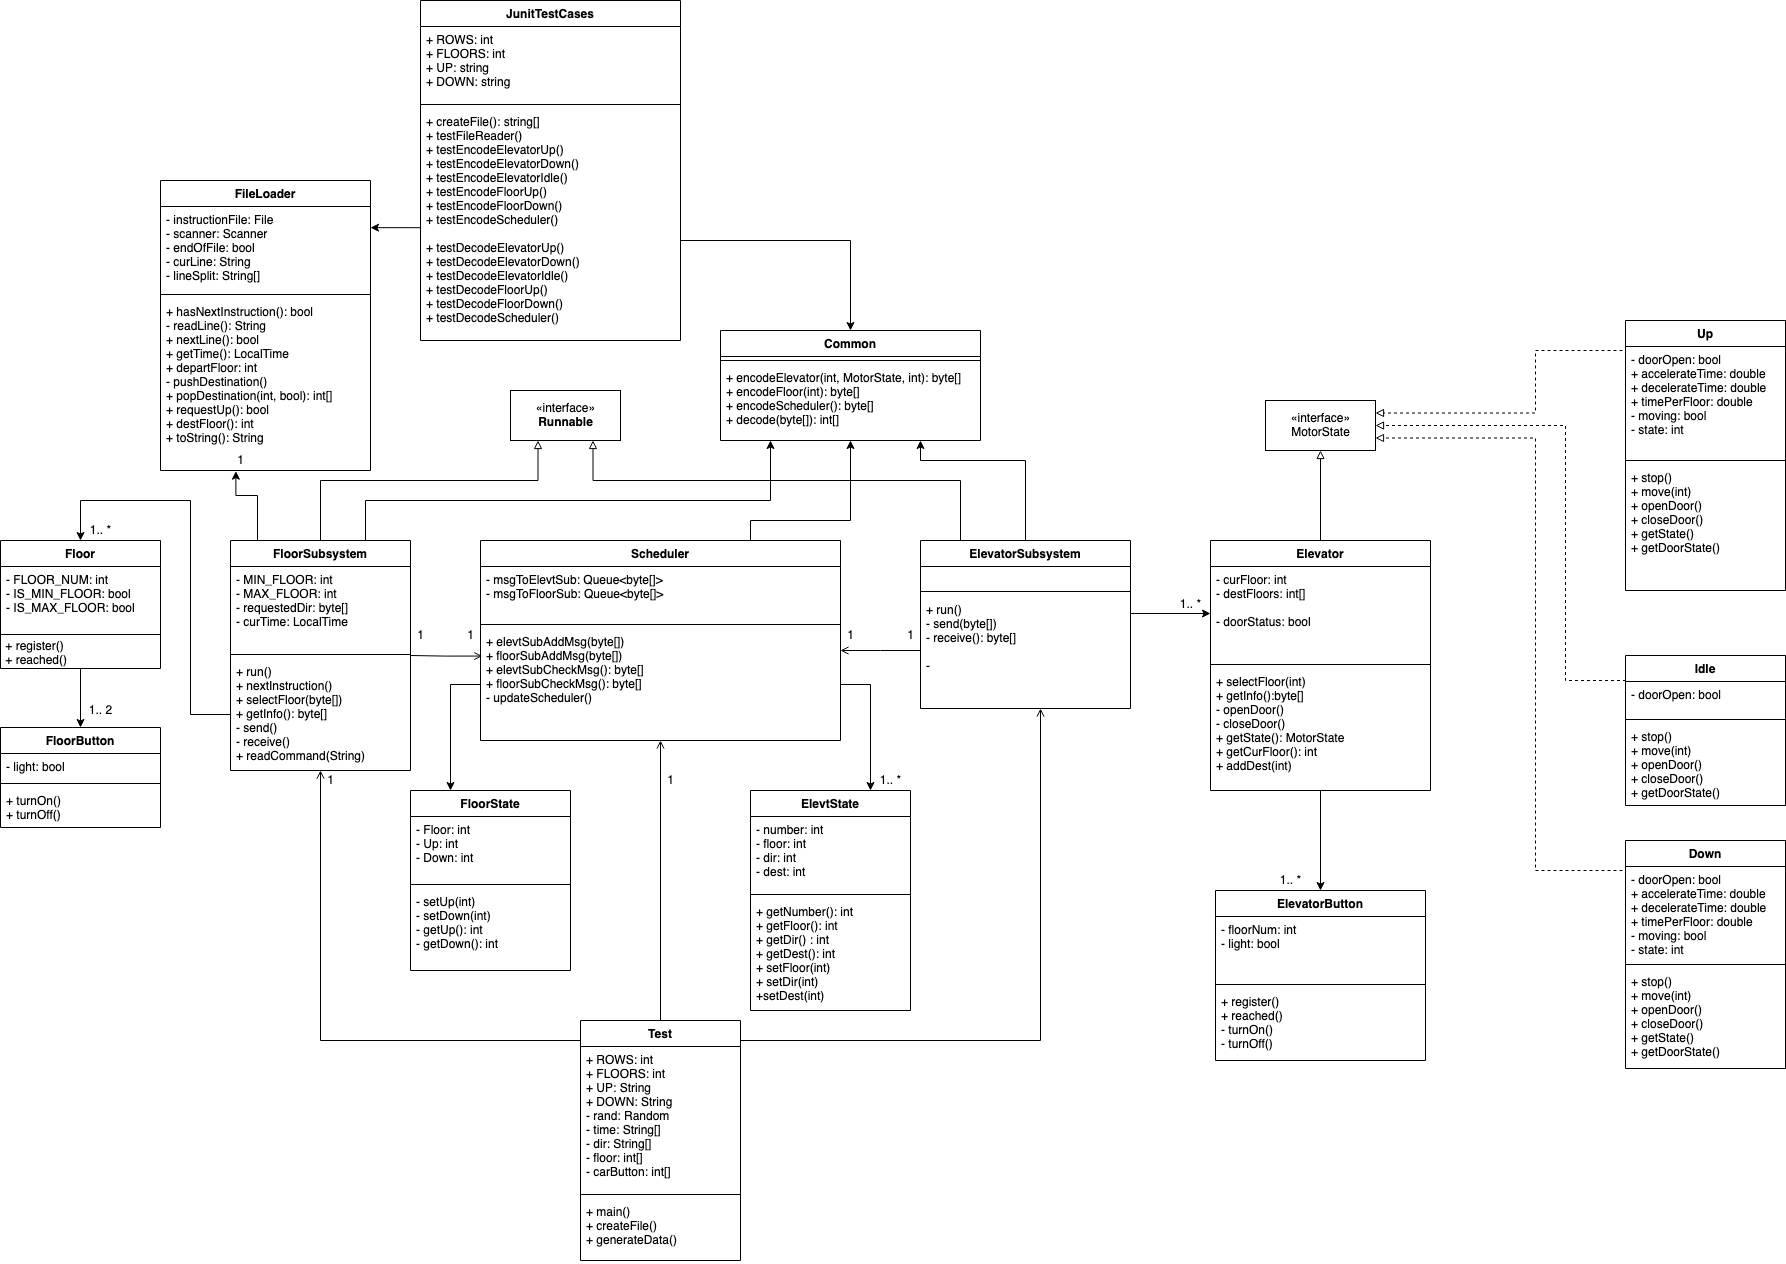 JunitTestCases
+ ROWS: int
+ FLOORS: int
+ UP: string
+ DOWN: string
+ createFile(): string[]
+ testFileReader()
+ testEncodeElevatorUp()
+ testEncodeElevatorDown()
+ testEncodeElevatorIdle()
+ testEncodeFloorUp()
+ testEncodeFloorDown()
+ testEncodeScheduler()
+ testDecodeElevatorUp()
+ testDecodeElevatorDown()
+ testDecodeElevatorIdle()
+ testDecodeFloorUp()
+ testDecodeFloorDown()
+ testDecodeScheduler()
FileLoader
- instructionFile: File
- scanner: Scanner
- endOfFile: bool
- curLine: String
- lineSplit: String[]
+ hasNextInstruction(): bool
- readLine(): String
+ nextLine(): bool
+ getTime(): LocalTime
+ departFloor: int
- pushDestination()
+ popDestination(int, bool): int[]
+ requestUp(): bool
+ destFloor(): int
+ toString(): String
1
Common
+ encodeElevator(int, MotorState, int): byte[]
+ encodeFloor(int): byte[]
+ encodeScheduler(): byte[]
+ decode(byte[]): int[]
«interface»
Runnable
«interface»
MotorState
Up
- doorOpen: bool
+ accelerateTime: double
+ decelerateTime: double
+ timePerFloor: double
- moving: bool
- state: int
+ stop()
+ move(int)
+ openDoor()
+ closeDoor()
+ getState()
+ getDoorState()
1.. *
Floor
- FLOOR_NUM: int
- IS_MIN_FLOOR: bool
- IS_MAX_FLOOR: bool
+ register()
+ reached()
1.. 2
FloorButton
- light: bool
+ turnOn()
+ turnOff()
FloorSubsystem
- MIN_FLOOR: int
- MAX_FLOOR: int
- requestedDir: byte[]
- curTime: LocalTime
+ run()
+ nextInstruction()
+ selectFloor(byte[])
+ getInfo(): byte[]
- send()
- receive()
+ readCommand(String)
1
1
1
Scheduler
- msgToElevtSub: Queue<byte[]>
- msgToFloorSub: Queue<byte[]>
+ elevtSubAddMsg(byte[])
+ floorSubAddMsg(byte[])
+ elevtSubCheckMsg(): byte[]
+ floorSubCheckMsg(): byte[]
- updateScheduler()
1
1
1
ElevatorSubsystem
+ run()
- send(byte[])
- receive(): byte[]
-
1.. *
Elevator
- curFloor: int
- destFloors: int[]
- doorStatus: bool
+ selectFloor(int)
+ getInfo():byte[]
- openDoor()
- closeDoor()
+ getState(): MotorState
+ getCurFloor(): int
+ addDest(int)
Idle
- doorOpen: bool
+ stop()
+ move(int)
+ openDoor()
+ closeDoor()
+ getDoorState()
FloorState
- Floor: int
- Up: int
- Down: int
- setUp(int)
- setDown(int)
- getUp(): int
- getDown(): int
1.. *
ElevtState
- number: int
- floor: int
- dir: int
- dest: int
+ getNumber(): int
+ getFloor(): int
+ getDir() : int
+ getDest(): int
+ setFloor(int)
+ setDir(int)
+setDest(int)
1.. *
ElevatorButton
- floorNum: int
- light: bool
+ register()
+ reached()
- turnOn()
- turnOff()
Down
- doorOpen: bool
+ accelerateTime: double
+ decelerateTime: double
+ timePerFloor: double
- moving: bool
- state: int
+ stop()
+ move(int)
+ openDoor()
+ closeDoor()
+ getState()
+ getDoorState()
Test
+ ROWS: int
+ FLOORS: int
+ UP: String
+ DOWN: String
- rand: Random
- time: String[]
- dir: String[]
- floor: int[]
- carButton: int[]
+ main()
+ createFile()
+ generateData()